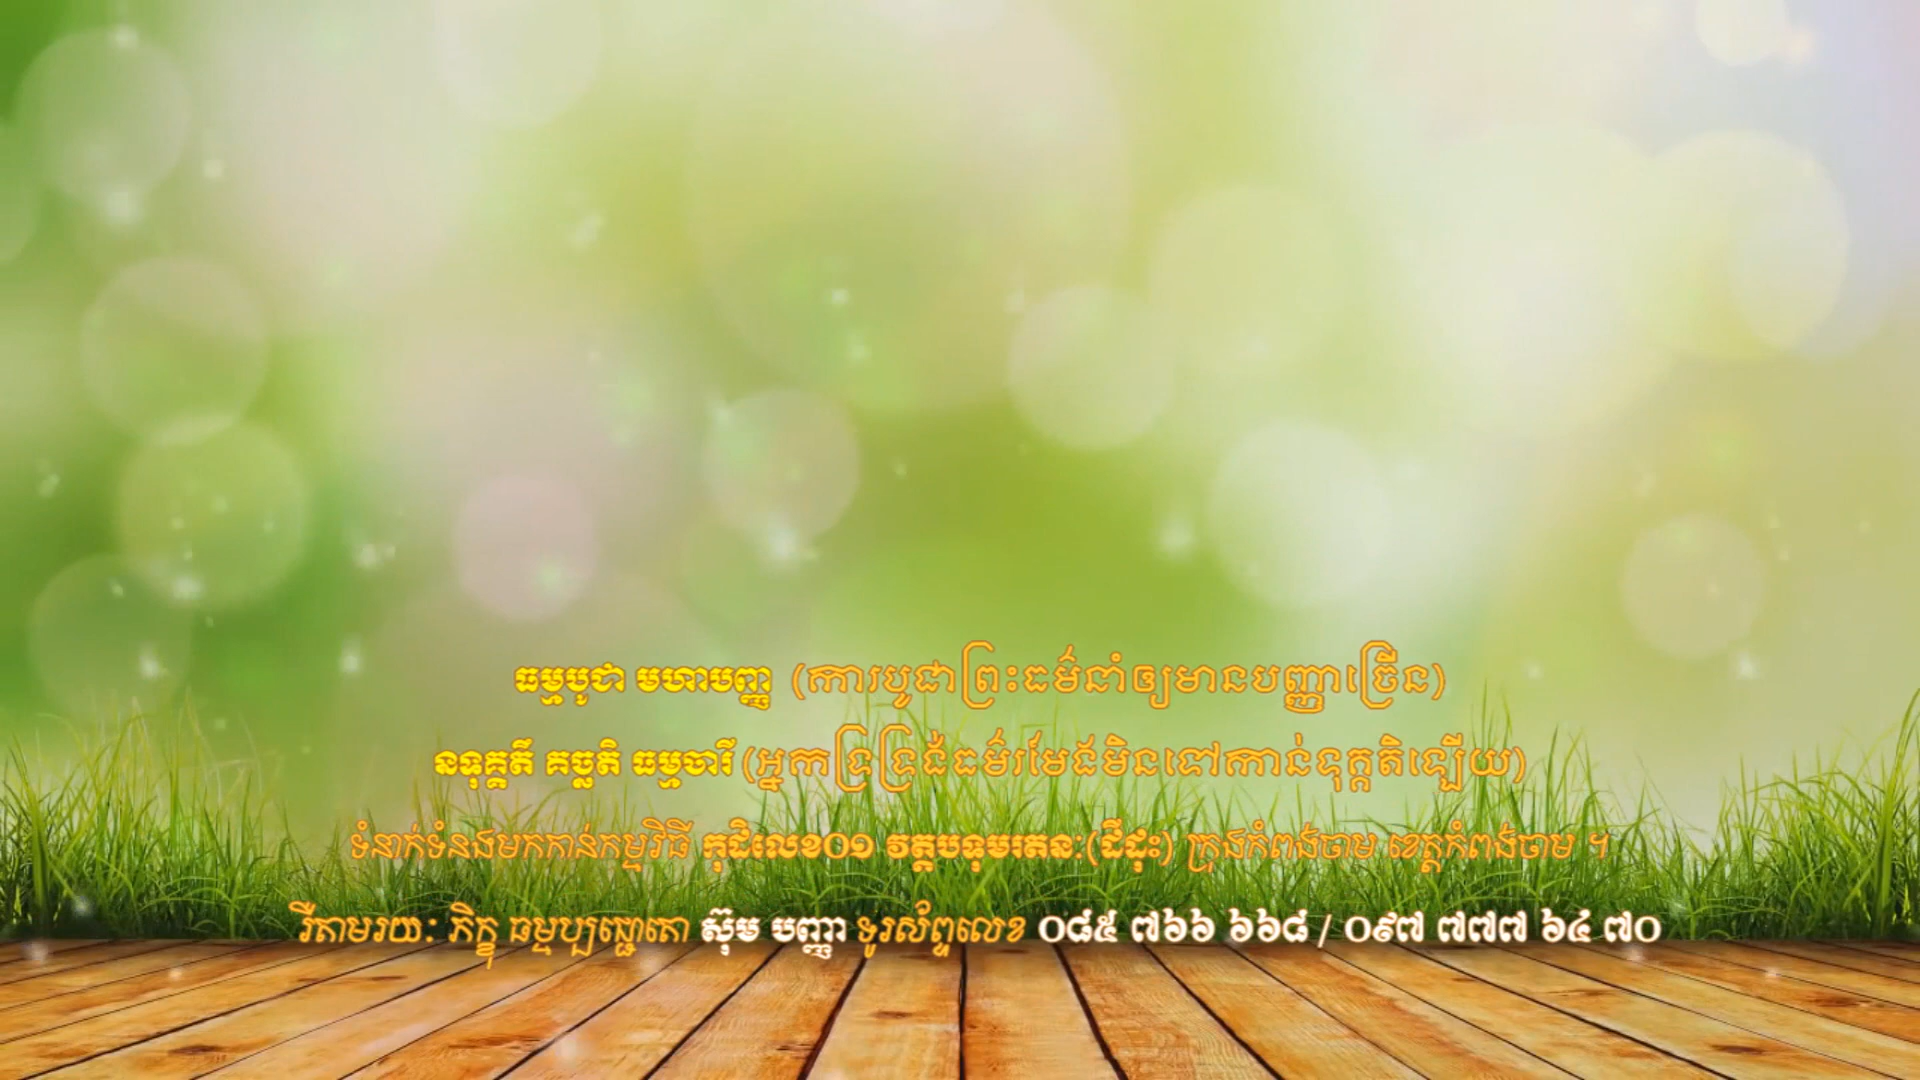 ធម្មបូជា មហាបញ្ញ (ការបូជាព្រះធម៌នាំឲ្យមានបញ្ញាច្រើន)
នទុគ្គតឹ គច្ឆតិ ធម្មចារី (អ្នកទ្រទ្រង់ធម៌រមែងមិនទៅកាន់ទុគ្គតិឡើយ)
ទំនាក់ទំនងមកកាន់កម្មវិធី កុដិលេខ០១ វត្តបទុមរតនៈ(ដីដុះ) ក្រុងកំពង់ចាម ខេត្តកំពង់ចាម ។
រឺតាមរយៈ ភិក្ខុ ធម្មប្បជ្ជោតោ ស៊ុម បញ្ញា ទូរស័ព្ទលេខ ០៨៥ ៧៦៦ ៦៦៨ / ០៩៧ ៧៧៧ ៦៤ ៧០